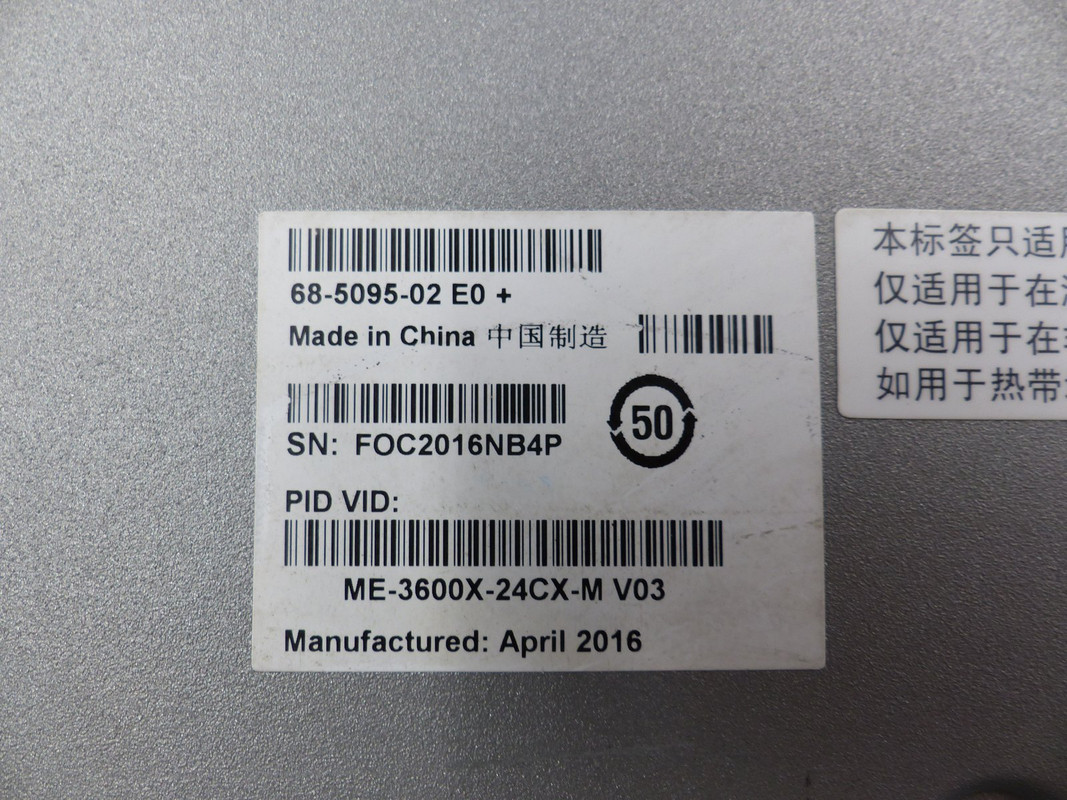 68-5095-02 E0 +
Made in China 中国制造
SN: FOC2016NB4P
50
PID VID:
ME-3600X-24CX-M V03
Manufactured: April 2016
本标签只适
仅适用于在
仅适用于在
如用于热带